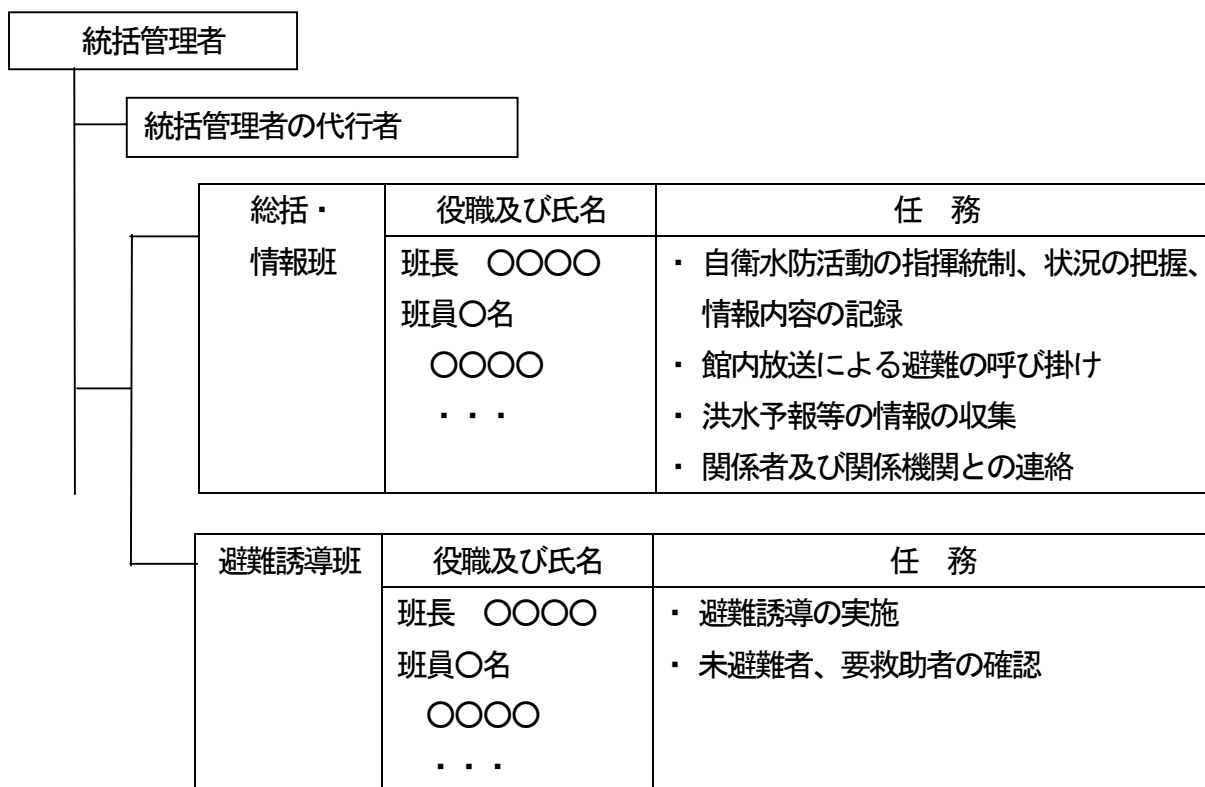 統括管理者
統括管理者の代行者
総括・ 役職及び氏名 任 務
情報班 班長 〇〇〇〇 ・ 自衛水防活動の指揮統制、状況の把握、
班員〇名 情報内容の記録
〇〇〇〇 ・ 館内放送による避難の呼び掛け
・・・ ・ 洪水予報等の情報の収集
・ 関係者及び関係機関との連絡
避難誘導班 役職及び氏名 任 務
班長 〇〇〇〇 ・ 避難誘導の実施
班員〇名 ・ 未避難者、要救助者の確認
〇〇〇〇
・・・